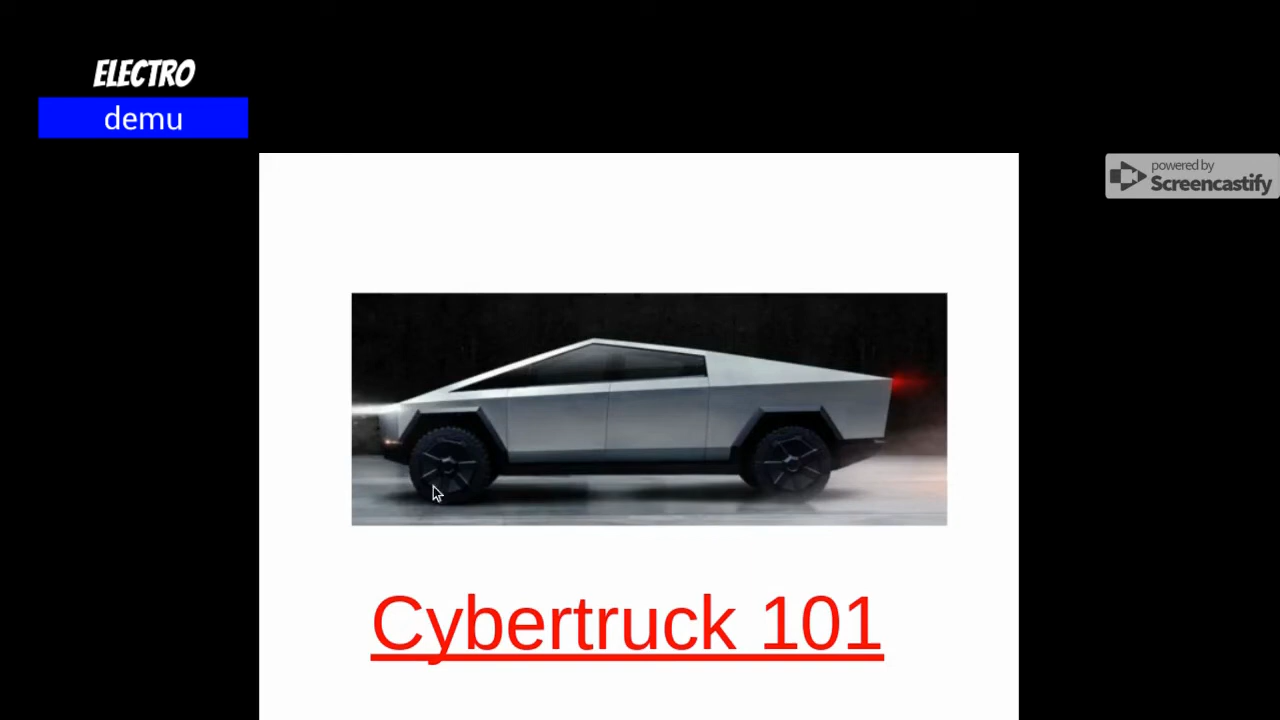 ELECTRO
demu
powered by
Screencastify
Cybertruck 101